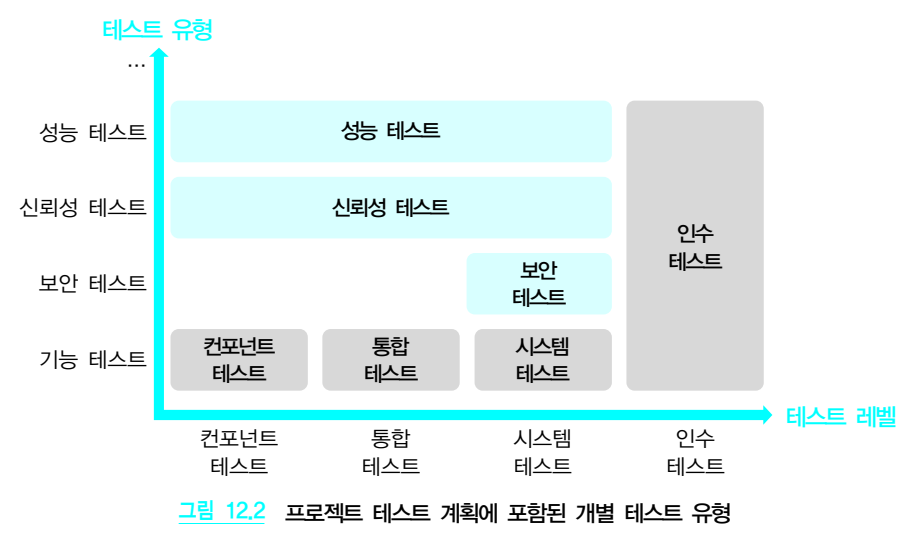 테스트 유형
...
성능 테스트
성능 테스트
신뢰성 테스트
신뢰성 테스트
인수
테스트
보안 테스트
보안
테스트
기능 테스트
컨포넌트
테스트
통합
테스트
시스템
테스트
테스트 레벨
컨포넌트
테스트
통합
테스트
시스템
테스트
인수
테스트
그림 12.2 프로젝트 테스트 계획에 포함된 개별 테스트 유형